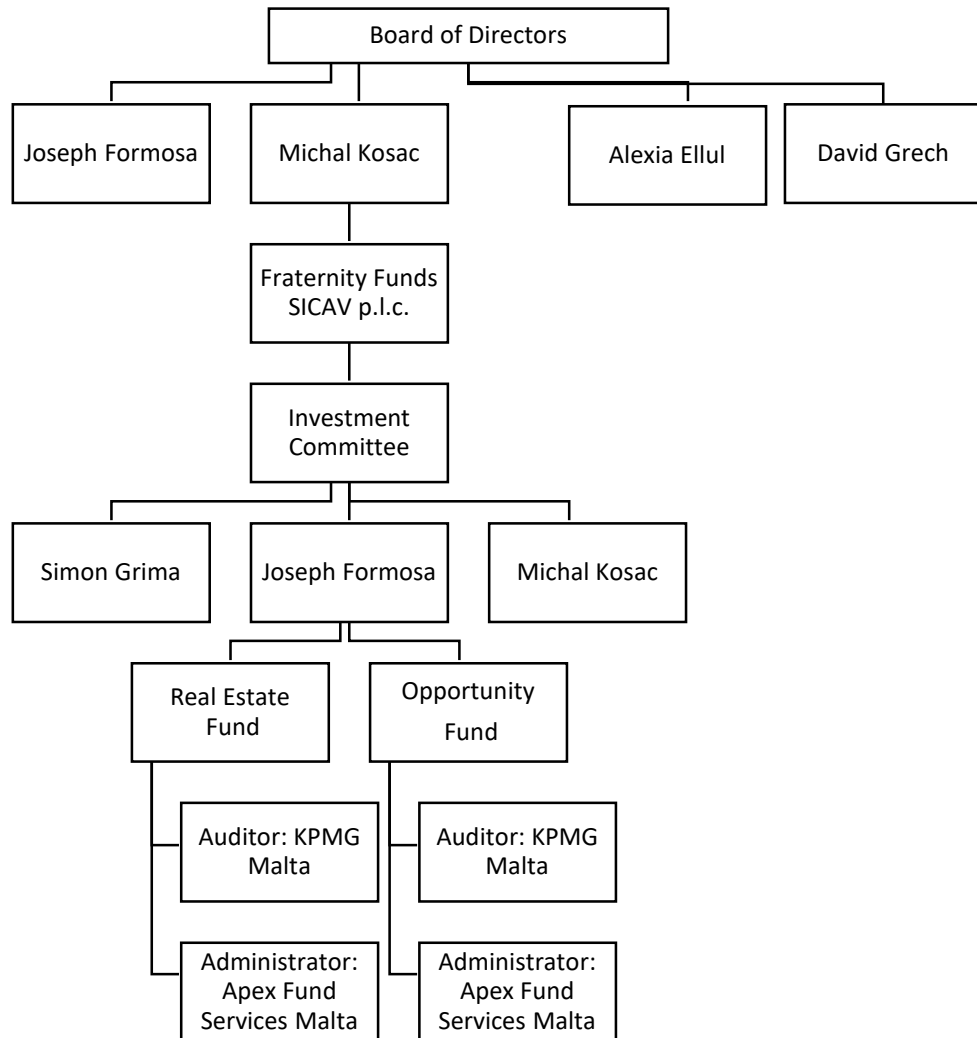 Board of Directors
Joseph Formosa
Michal Kosac
Alexia Ellul
David Grech
Fraternity Funds
SICAV p.l.c.
Investment
Committee
Simon Grima
Joseph Formosa
Michal Kosac
Real Estate
Fund
Opportunity
Fund
Auditor: KPMG
Malta
Auditor: KPMG
Malta
Administrator:
Apex Fund
Services Malta
Administrator:
Apex Fund
Services Malta